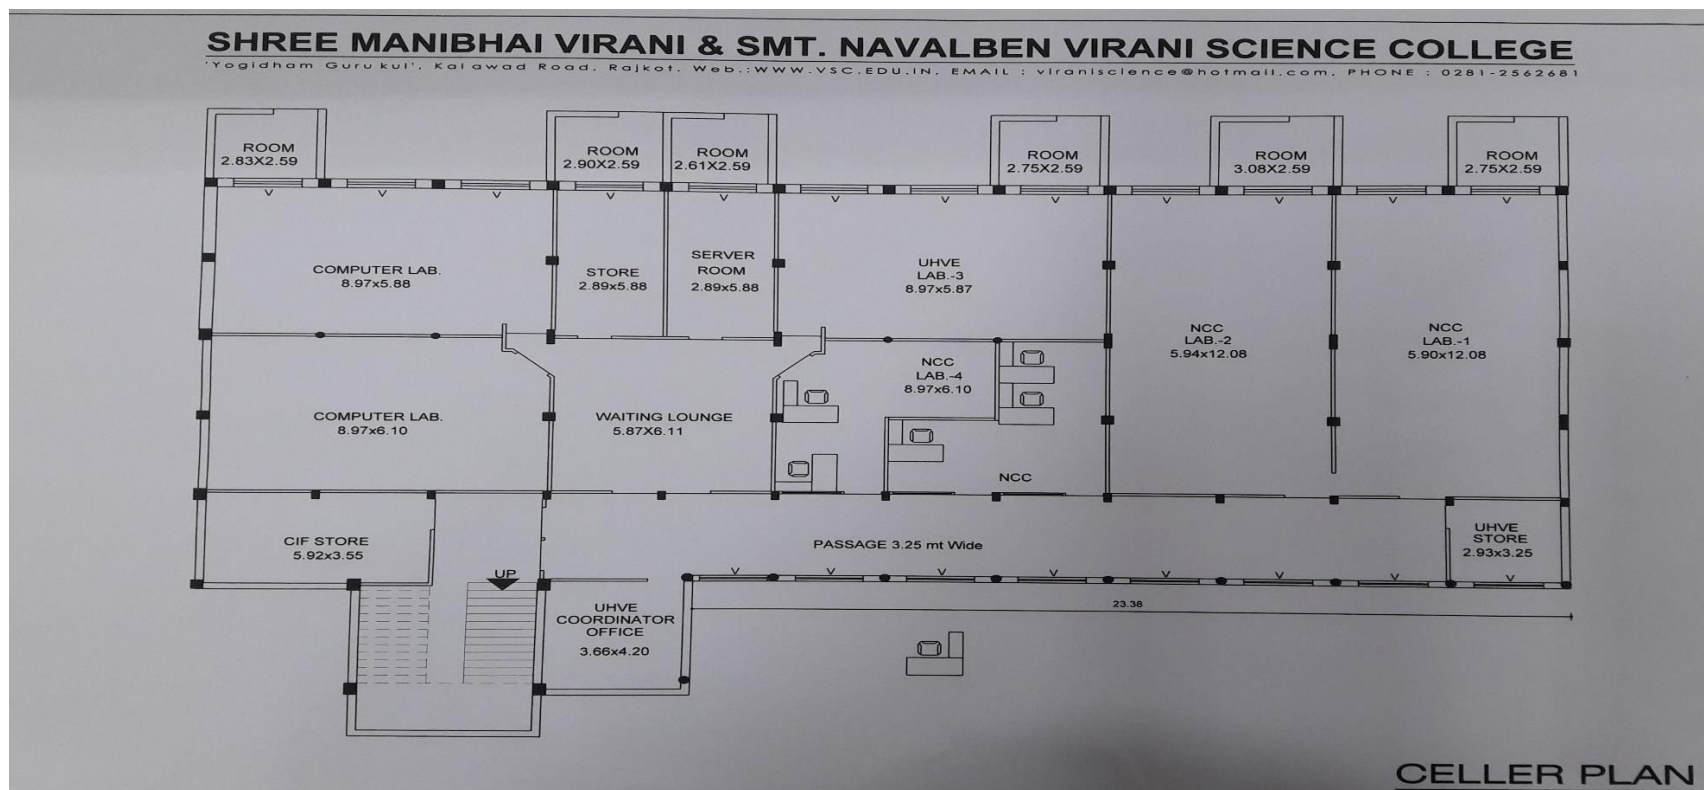 SHREE MANIBHAI VIRANI & SMT. NAVALBEN VIRANI SCIENCE COLLEGE
'Yogidham Gurukul', Kalawad Road, Rajkot. Web.:WWW.VSC.EDU.IN, EMAIL : viraniscience@hotmail.com, PHONE : 0281-2562681
ROOM
2.83X2.59
ROOM
2.90X2.59
ROOM
2.61X2.59
ROOM
2.75X2.59
ROOM
3.08X2.59
ROOM
2.75X2.59
V
V
V
V
V
V
V
V
V
V
V
V
COMPUTER LAB.
8.97x5.88
STORE
2.89x5.88
SERVER
ROOM
2.89x5.88
UHVE
LAB.-3
8.97x5.87
NCC
LAB.-2
5.94x12.08
NCC
LAB.-1
5.90x12.08
COMPUTER LAB.
8.97x6.10
WAITING LOUNGE
5.87X6.11
NCC
LAB.-4
8.97x6.10
NCC
CIF STORE
5.92x3.55
UP
PASSAGE 3.25 mt Wide
UHVE
STORE
2.93x3.25
V
V
V
V
V
V
V
V
UHVE
COORDINATOR
OFFICE
3.66x4.20
23.38
CELLER PLAN